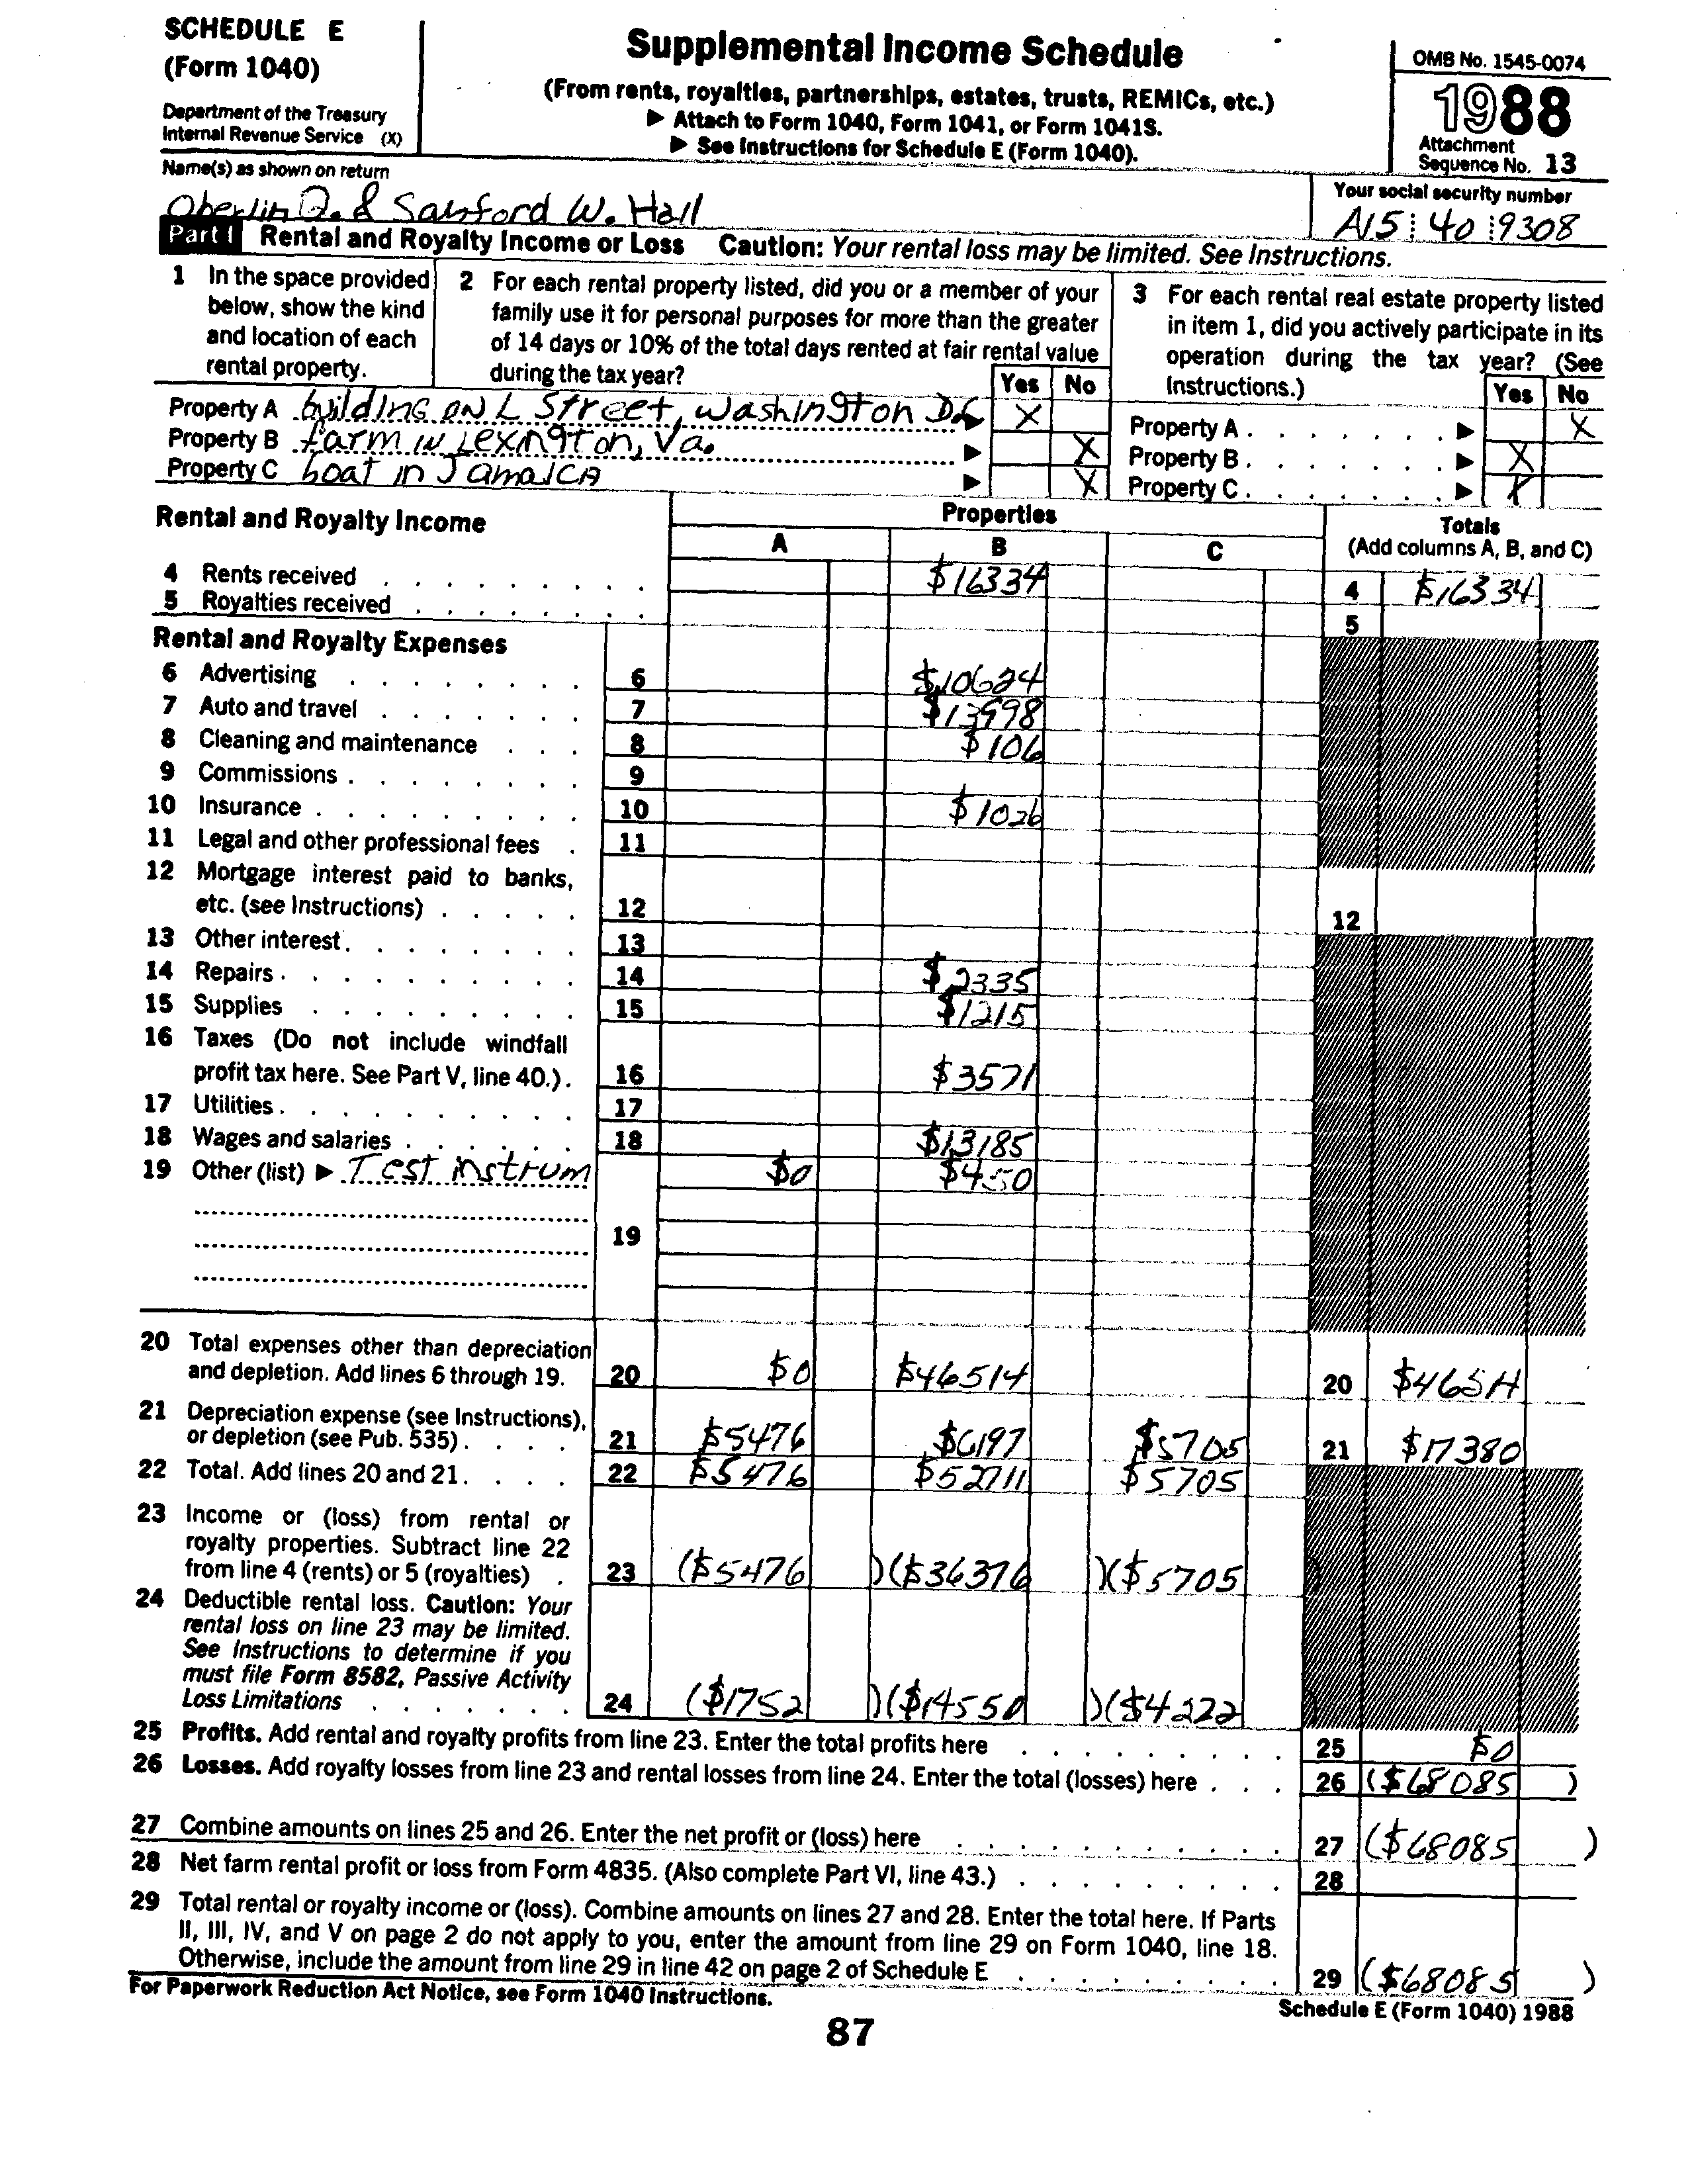 SCHEDULE E
(Form 1040)
Department of the Treasury
Internal Revenue Service (X)
Supplemental Income Schedule
(From rents, royalties, partnerships, estates, trusts, REMICs, etc.)
▶ Attach to Form 1040, Form 1041, or Form 1041S.
▶ See Instructions for Schedule E (Form 1040).
OMB No. 1545-0074
1988
Attachment
Sequence No. 13
Name(s) as shown on return
Oberlin Q. & Sanford W. Hall
Your social security number
A15 40 9308
Part I Rental and Royalty Income or Loss Caution: Your rental loss may be limited. See Instructions.
1 In the space provided below, show the kind and location of each rental property.
2 For each rental property listed, did you or a member of your family use it for personal purposes for more than the greater of 14 days or 10% of the total days rented at fair rental value during the tax year?
Yes No
3 For each rental real estate property listed in item 1, did you actively participate in its operation during the tax year? (See Instructions.)
Yes No
Property A building on L Street, Washington DC X
Property A . . . . . . . ▶ X
Property B farm in Lexington, Va. ▶ X
Property B . . . . . . . ▶ X
Property C boat in Jamaica ▶ X
Property C . . . . . . . ▶ X
Rental and Royalty Income
Properties
A B C
Totals
(Add columns A, B, and C)
4 Rents received $16334 4 $16334
5 Royalties received 5
Rental and Royalty Expenses
6 Advertising 6 $10624
7 Auto and travel 7 $13998
8 Cleaning and maintenance 8 $106
9 Commissions 9
10 Insurance 10 $1026
11 Legal and other professional fees 11
12 Mortgage interest paid to banks,
etc. (see Instructions) 12 12
13 Other interest 13
14 Repairs 14 $2335
15 Supplies 15 $1215
16 Taxes (Do not include windfall
profit tax here. See Part V, line 40.) 16 $3571
17 Utilities 17
18 Wages and salaries 18 $13185
19 Other (list) ▶ Test instrum $0 $450
19
20 Total expenses other than depreciation
and depletion. Add lines 6 through 19. 20 $0 $46514 20 $46514
21 Depreciation expense (see Instructions),
or depletion (see Pub. 535) 21 $5476 $6197 $5705 21 $17380
22 Total. Add lines 20 and 21 22 $5476 $52711 $5705
23 Income or (loss) from rental or
royalty properties. Subtract line 22
from line 4 (rents) or 5 (royalties) 23 ($5476 )($36376 )($5705
24 Deductible rental loss. Caution: Your
rental loss on line 23 may be limited.
See Instructions to determine if you
must file Form 8582, Passive Activity
Loss Limitations 24 ($1752 )($14550 )($4222
25 Profits. Add rental and royalty profits from line 23. Enter the total profits here 25 $0
26 Losses. Add royalty losses from line 23 and rental losses from line 24. Enter the total (losses) here 26 ($68085 )
27 Combine amounts on lines 25 and 26. Enter the net profit or (loss) here 27 ($68085 )
28 Net farm rental profit or loss from Form 4835. (Also complete Part VI, line 43.) 28
29 Total rental or royalty income or (loss). Combine amounts on lines 27 and 28. Enter the total here. If Parts
II, III, IV, and V on page 2 do not apply to you, enter the amount from line 29 on Form 1040, line 18.
Otherwise, include the amount from line 29 in line 42 on page 2 of Schedule E 29 ($68085 )
For Paperwork Reduction Act Notice, see Form 1040 Instructions.
Schedule E (Form 1040) 1988
87